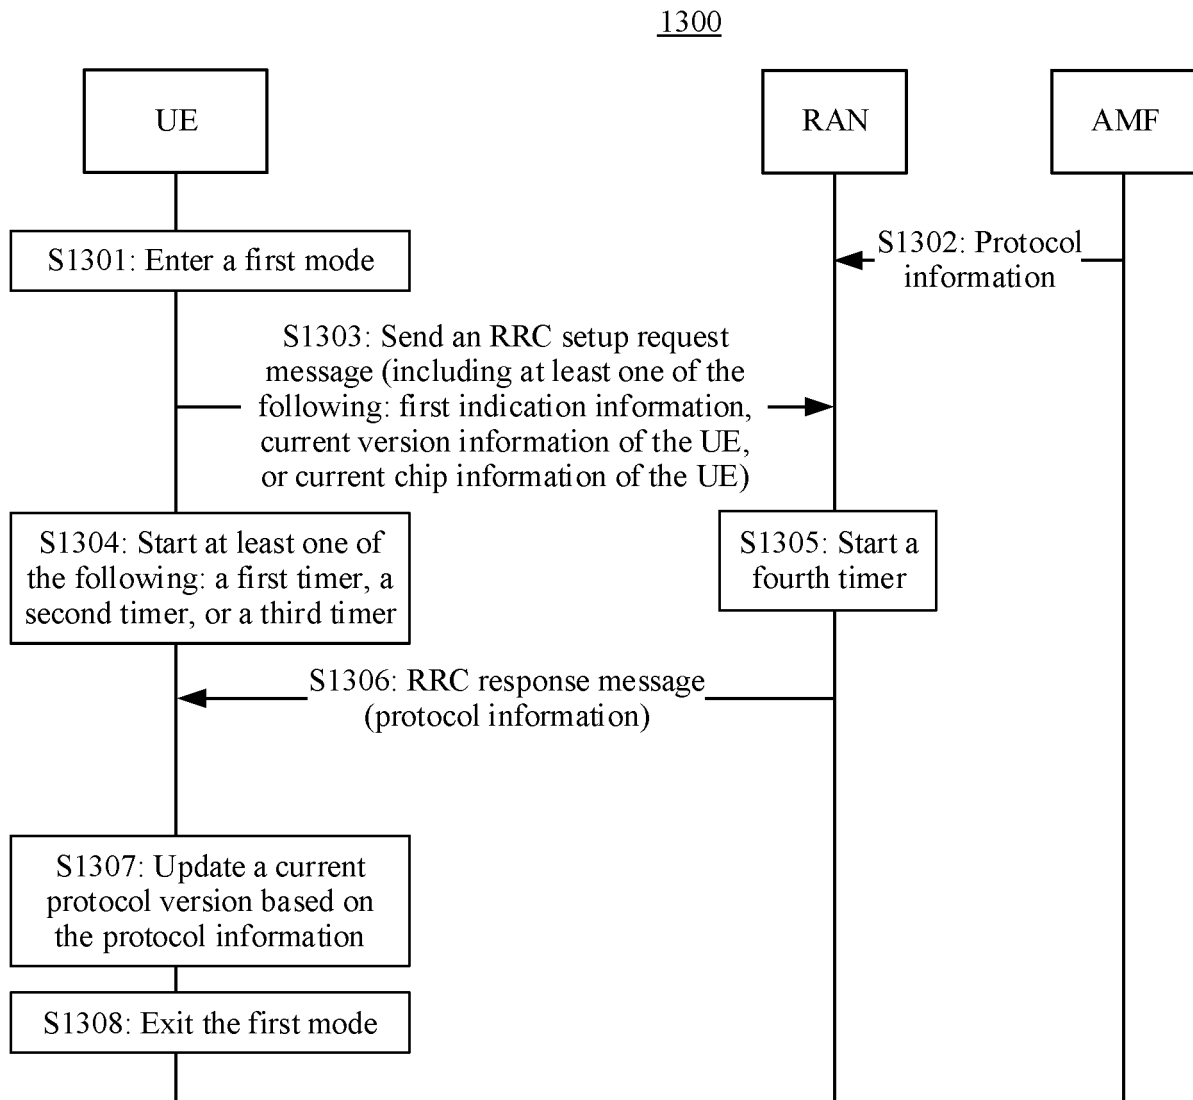 1300
UE
RAN
AMF
S1301: Enter a first mode
S1302: Protocol
information
S1303: Send an RRC setup request
message (including at least one of the
following: first indication information,
current version information of the UE,
or current chip information of the UE)
S1304: Start at least one of
the following: a first timer, a
second timer, or a third timer
S1305: Start a
fourth timer
S1306: RRC response message
(protocol information)
S1307: Update a current
protocol version based on
the protocol information
S1308: Exit the first mode